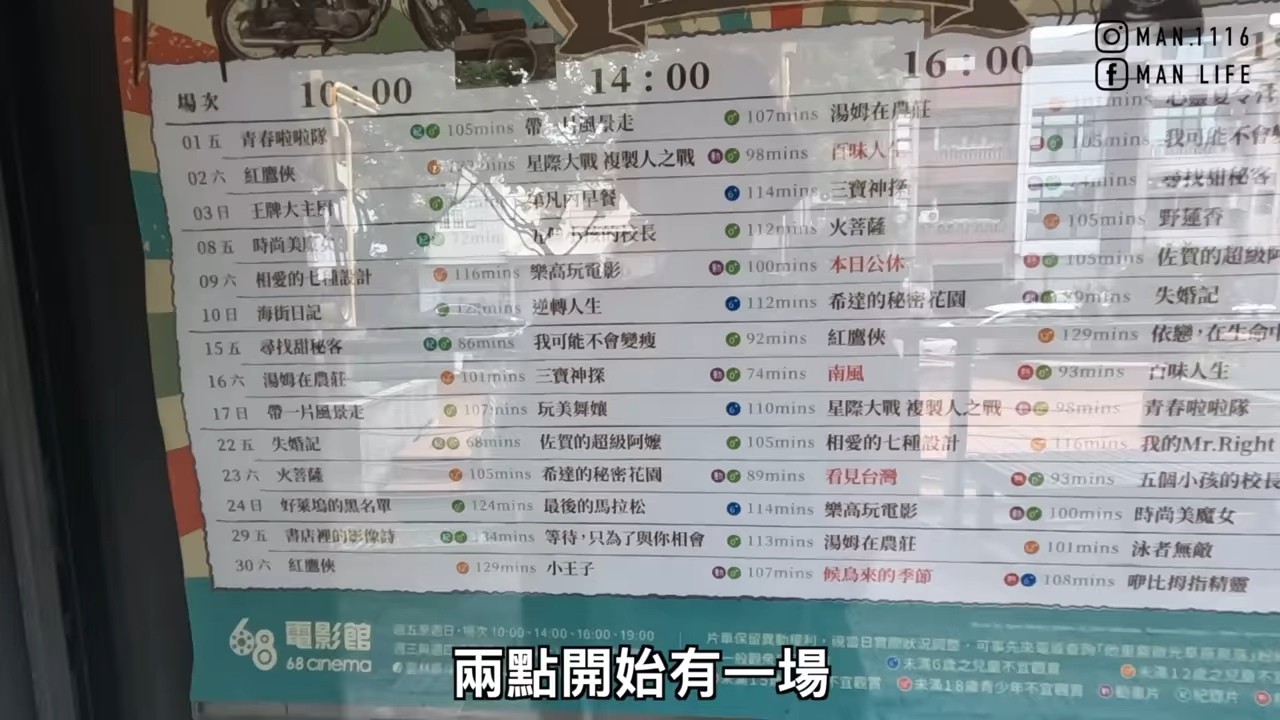 MAN.1116
MAN LIFE
場次 10:00 14:00 16:00
01 五 青春啦啦隊 105mins 帶一片風景走 107mins 湯姆在農莊
02 六 紅鷹俠 星際大戰 複製人之戰 98mins 百味人生 105mins 我可能不會
03 日 王牌大主廚 第凡內早餐 114mins 三寶神探 尋找甜秘客
08 五 時尚美魔女 72mins 五個小孩的校長 112mins 火菩薩 105mins 野蓮香
09 六 相愛的七種設計 116mins 樂高玩電影 100mins 本日公休 105mins 佐賀的超級阿
10 日 海街日記 逆轉人生 112mins 希達的秘密花園 89mins 失婚記
15 五 尋找甜秘客 86mins 我可能不會變瘦 92mins 紅鷹俠 129mins 依戀,在生命中
16 六 湯姆在農莊 101mins 三寶神探 74mins 南風 93mins 百味人生
17 日 帶一片風景走 107mins 玩美舞孃 110mins 星際大戰 複製人之戰 98mins 青春啦啦隊
22 五 失婚記 68mins 佐賀的超級阿嬤 105mins 相愛的七種設計 116mins 我的Mr.Right
23 六 火菩薩 105mins 希達的秘密花園 89mins 看見台灣 93mins 五個小孩的校長
24 日 好萊塢的黑名單 124mins 最後的馬拉松 114mins 樂高玩電影 100mins 時尚美魔女
29 五 書店裡的影像詩 34mins 等待,只為了與你相會 113mins 湯姆在農莊 101mins 泳者無敵
30 六 紅鷹俠 129mins 小王子 107mins 候鳥來的季節 108mins 咿比拇指精靈
68 電影館
68 cinema
週五至週日・場次 10:00、14:00、16:00、19:00
未滿6歲之兒童不宜觀賞
未滿18歲青少年不宜觀賞
兩點開始有一場